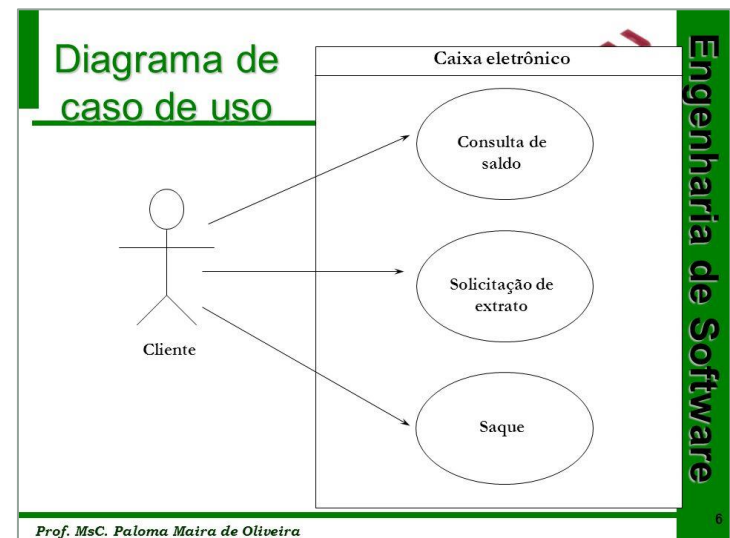 Diagrama de
caso de uso
Caixa eletrônico
Consulta de
saldo
Solicitação de
extrato
Saque
Cliente
Engenharia de Software
Prof. MsC. Paloma Maira de Oliveira
6